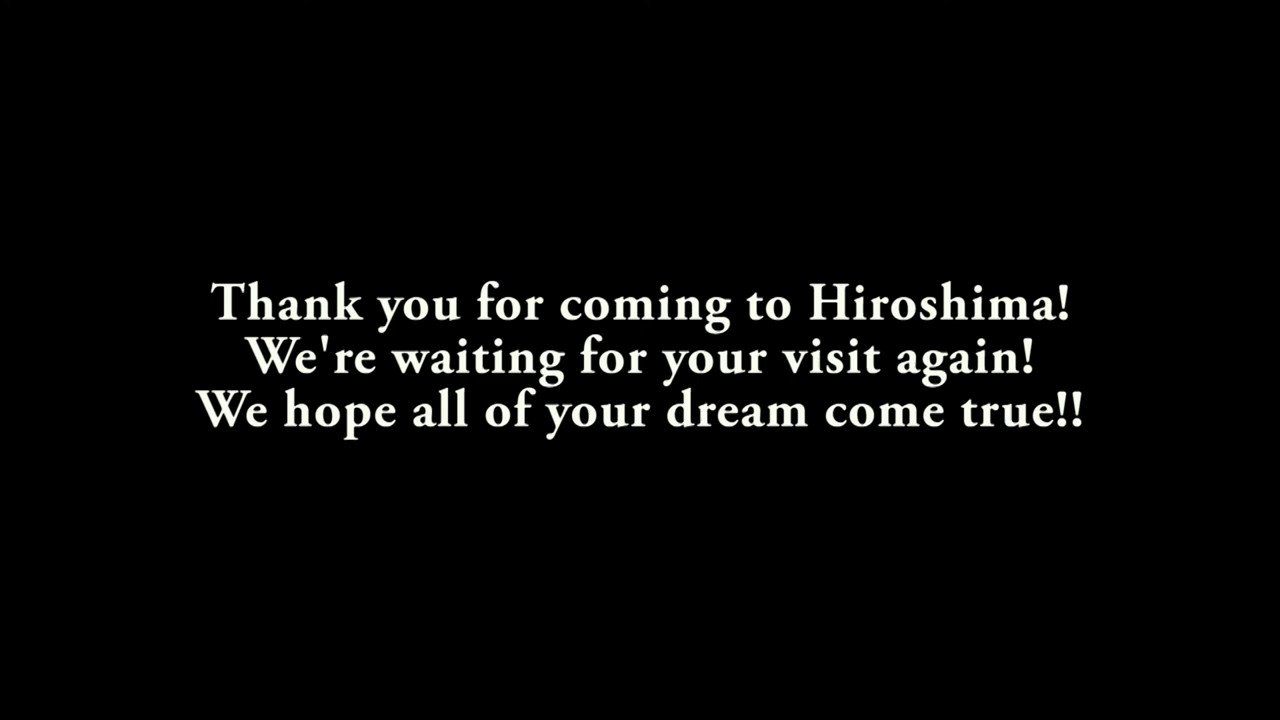 Thank you for coming to Hiroshima!
We're waiting for your visit again!
We hope all of your dream come true!!